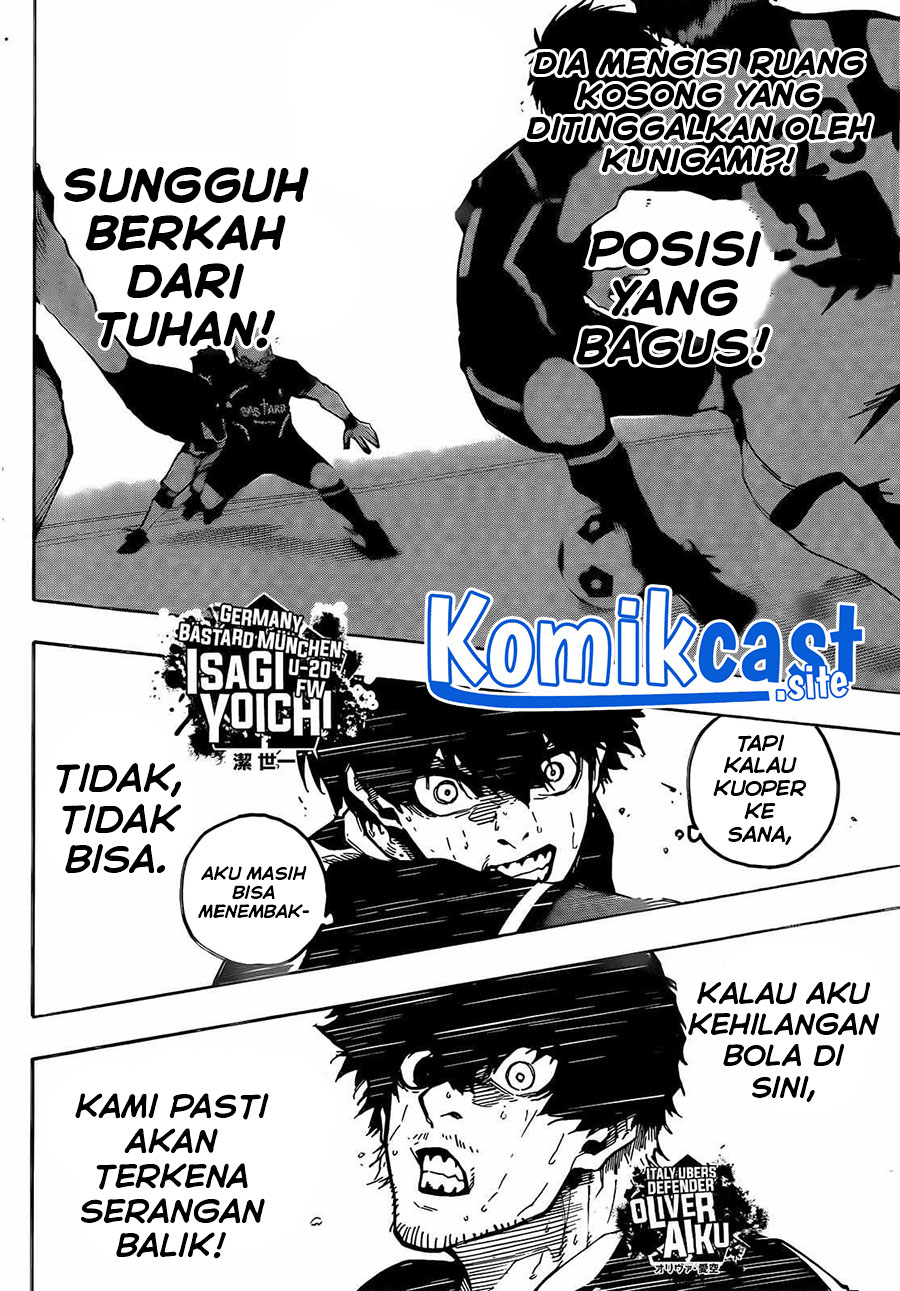 DIA MENGISI RUANG
KOSONG YANG
DITINGGALKAN OLEH
KUNIGAMI?!
POSISI
YANG
BAGUS!
SUNGGUH
BERKAH
DARI
TUHAN!
BASTARD
Komikcast
.site
GERMANY
BASTARD MÜNCHEN
ISAGI
U-20
FW
YOICHI
潔 世一
TAPI
KALAU
KUOPER
KE
SANA,
TIDAK,
TIDAK
BISA.
AKU MASIH
BISA
MENEMBAK-
KALAU AKU
KEHILANGAN
BOLA DI
SINI,
KAMI PASTI
AKAN
TERKENA
SERANGAN
BALIK!
ITALY UBERS
DEFENDER
OLIVER
AIKU
オリヴァ・愛空